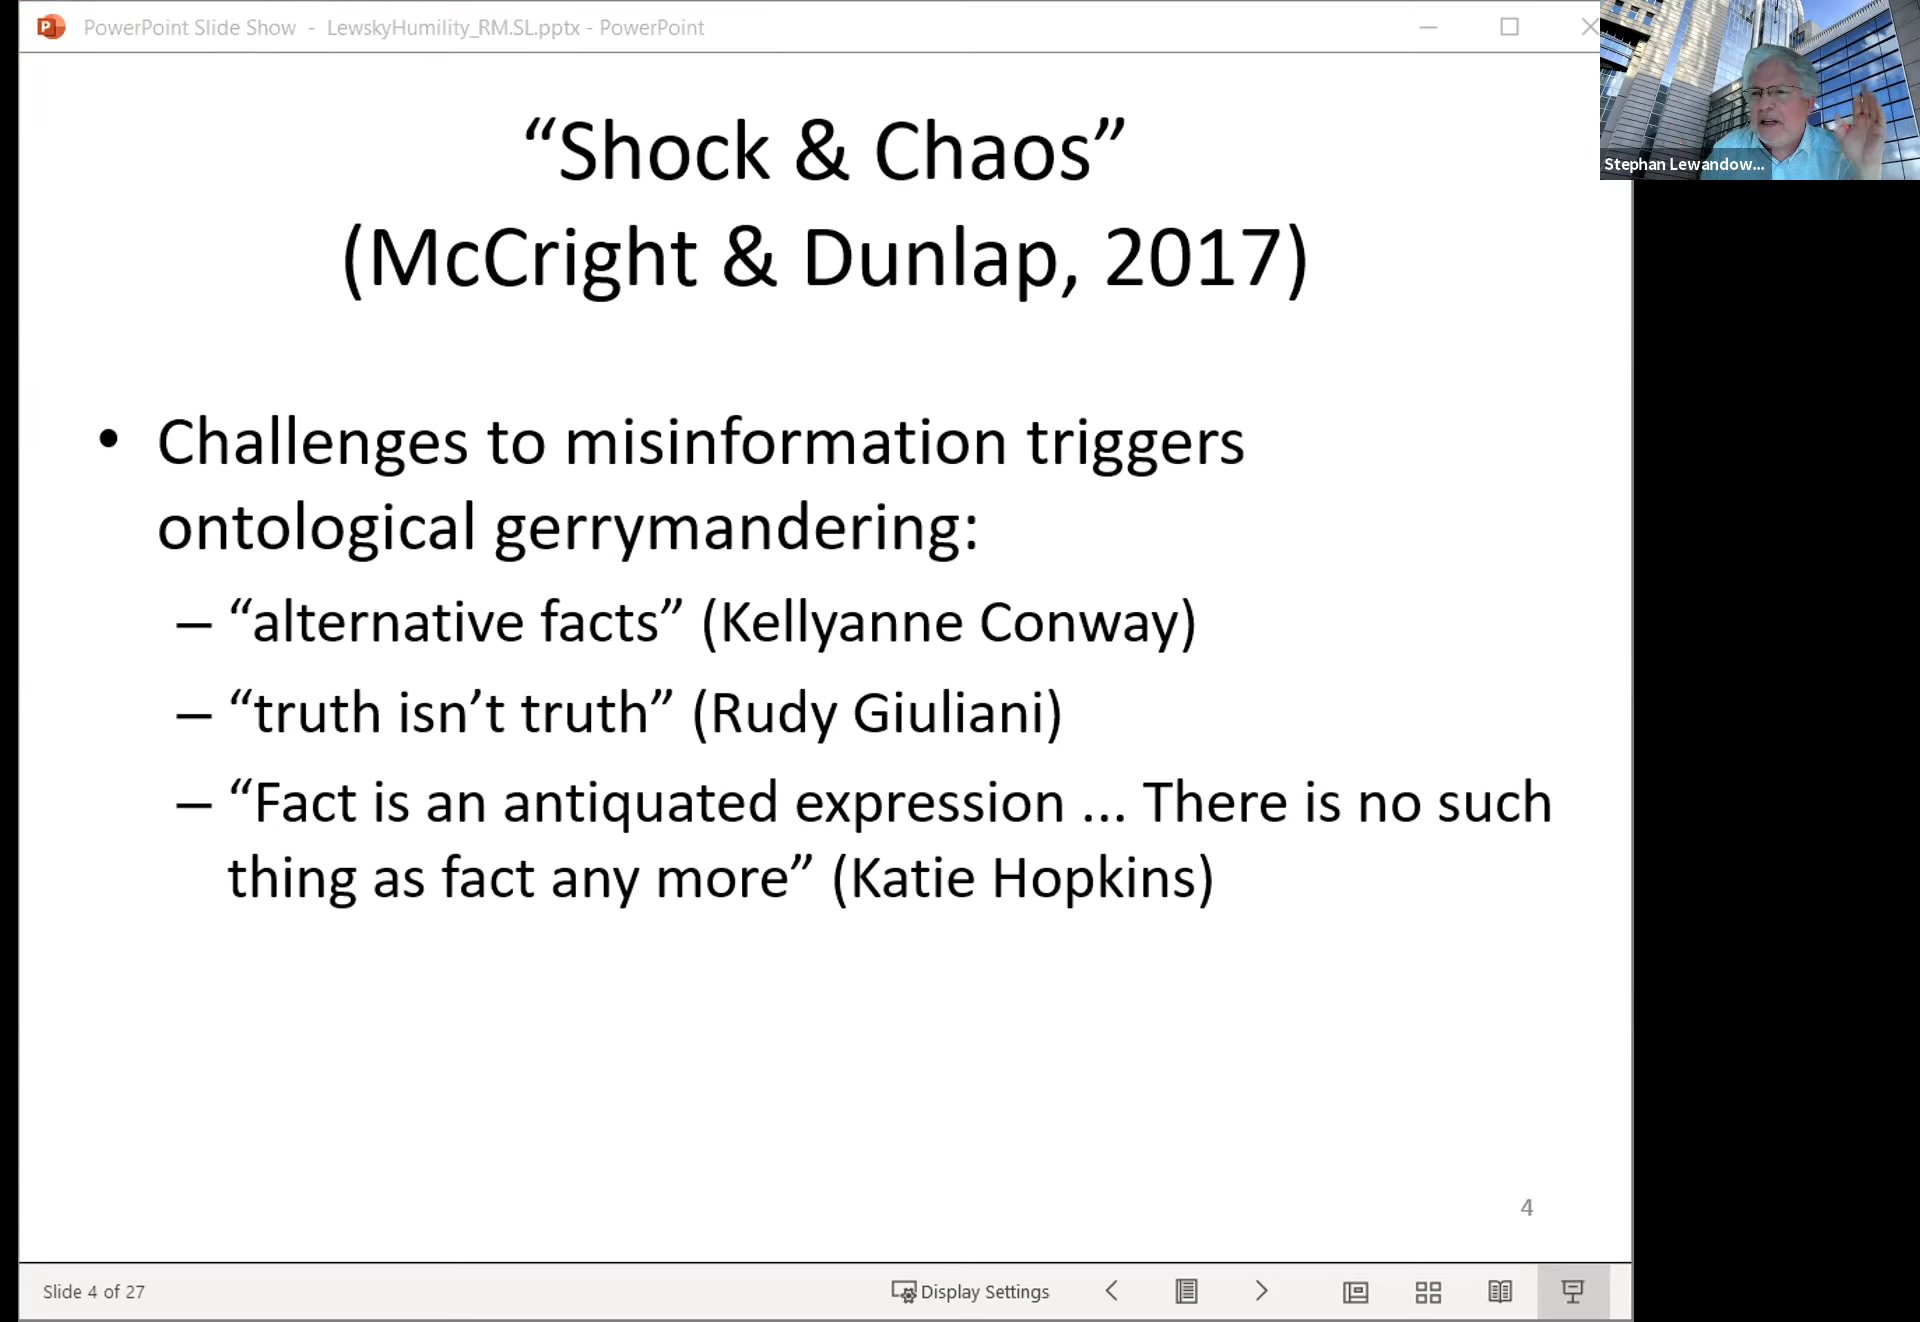 PowerPoint Slide Show - LewskyHumility_RM.SL.pptx - PowerPoint
Stephan Lewandow...
“Shock & Chaos”
(McCright & Dunlap, 2017)
• Challenges to misinformation triggers
ontological gerrymandering:
– “alternative facts” (Kellyanne Conway)
– “truth isn’t truth” (Rudy Giuliani)
– “Fact is an antiquated expression ... There is no such
thing as fact any more” (Katie Hopkins)
4
Slide 4 of 27
Display Settings